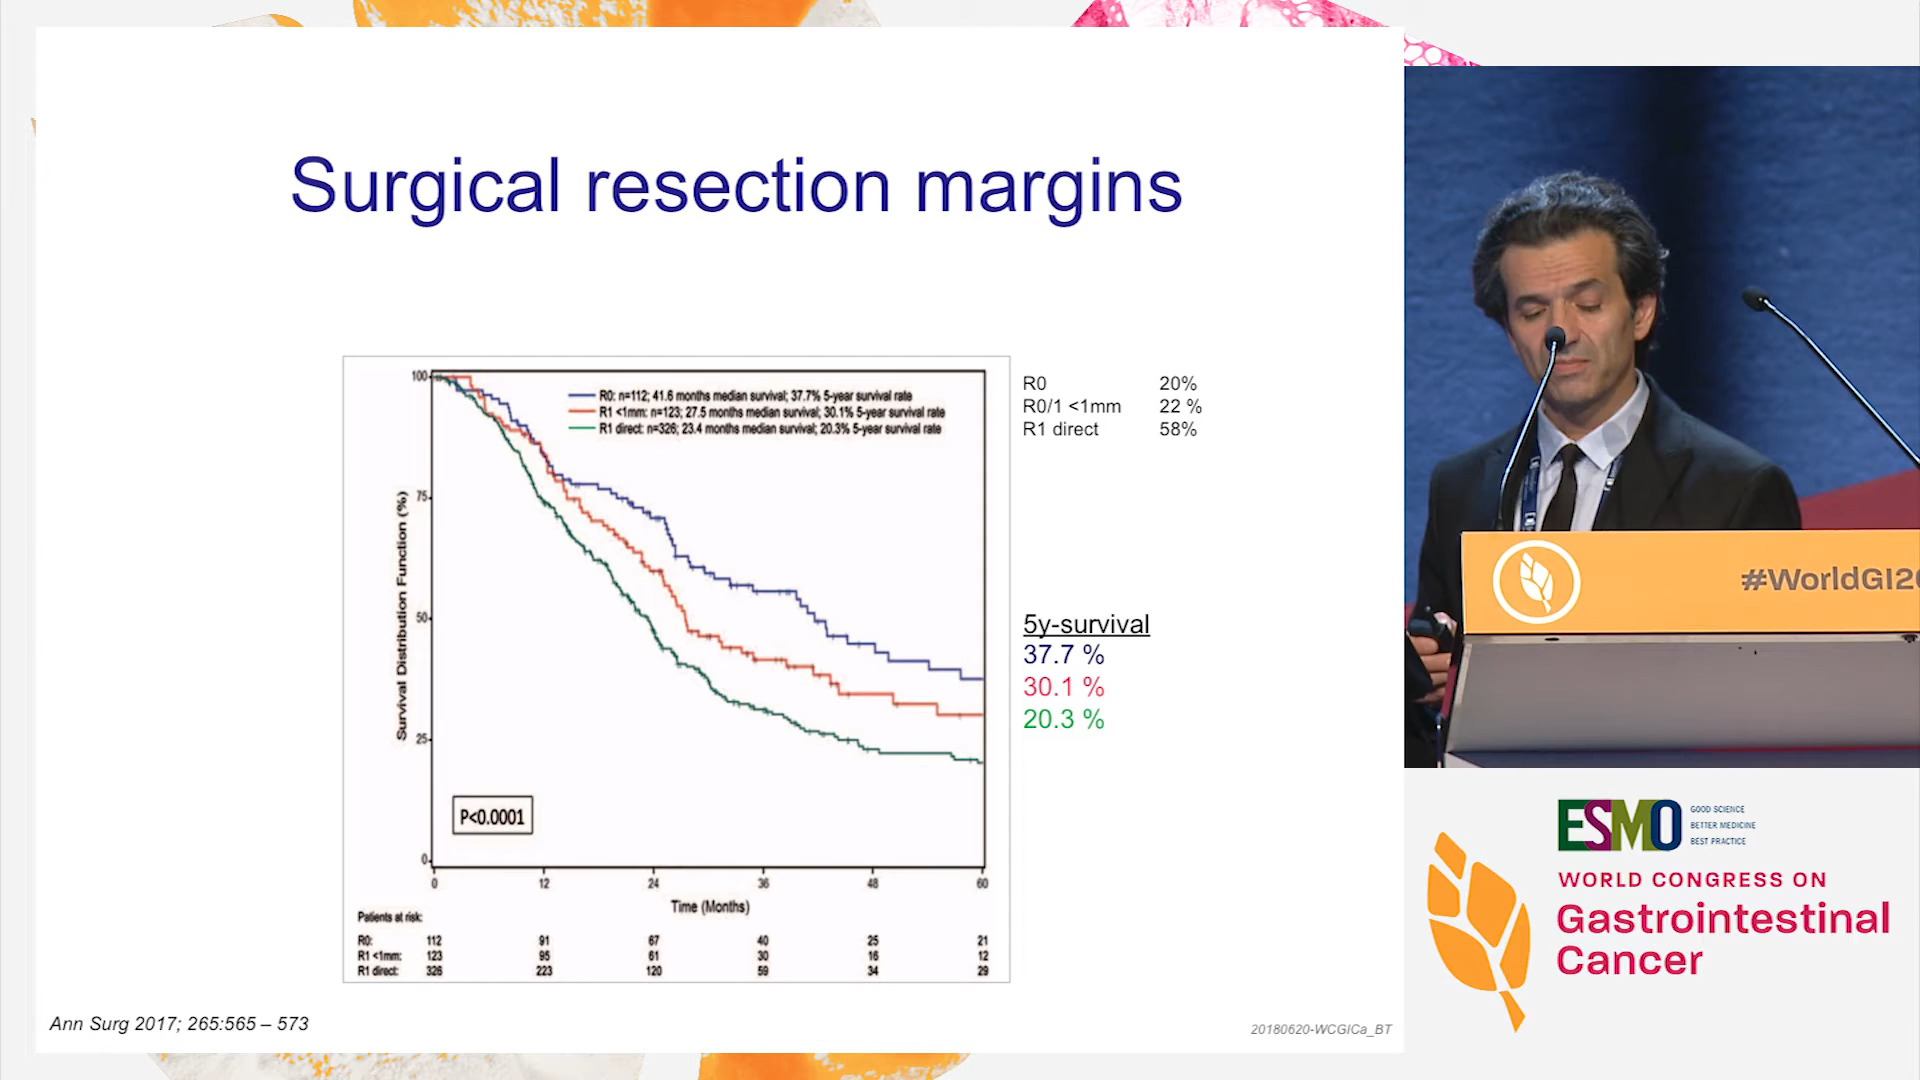 Surgical resection margins
R0: n=112; 41.6 months median survival; 37.7% 5-year survival rate
R1 <1mm: n=123; 27.5 months median survival; 30.1% 5-year survival rate
R1 direct: n=326; 23.4 months median survival; 20.3% 5-year survival rate
100
75
50
25
0
Survival Distribution Function (%)
P<0.0001
0 12 24 36 48 60
Time (Months)
Patients at risk:
R0: 112 91 67 40 25 21
R1 <1mm: 123 95 61 30 16 12
R1 direct: 326 223 120 59 34 29
R0 20%
R0/1 <1mm 22 %
R1 direct 58%
5y-survival
37.7 %
30.1 %
20.3 %
Ann Surg 2017; 265:565 – 573
20180620-WCGICa_BT
#WorldGI20
ESMO
GOOD SCIENCE
BETTER MEDICINE
BEST PRACTICE
WORLD CONGRESS ON
Gastrointestinal
Cancer